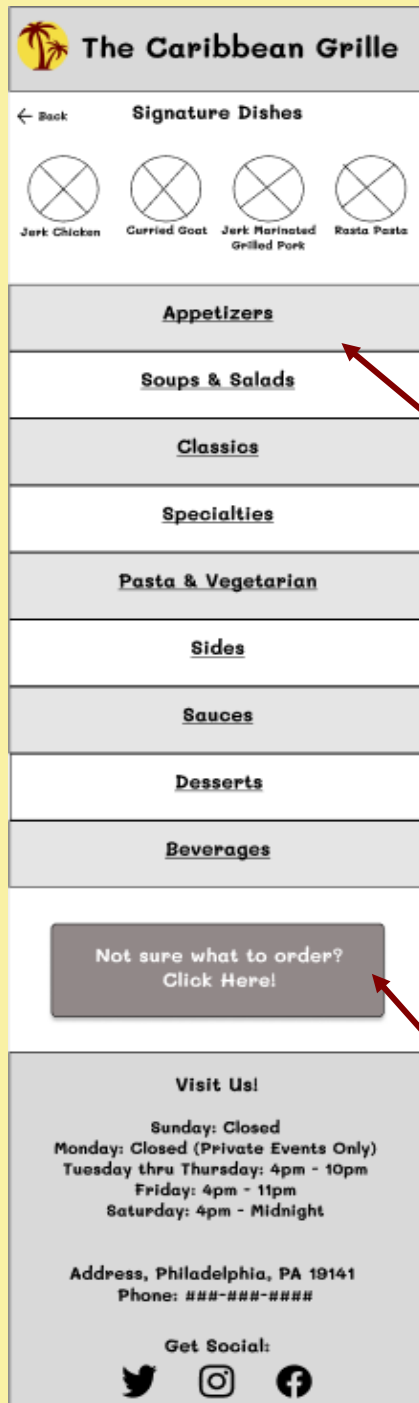 The Caribbean Grille
← Back
Signature Dishes
Jerk Chicken
Curried Goat
Jerk Marinated
Grilled Pork
Rasta Pasta
Appetizers
Soups & Salads
Classics
Specialties
Pasta & Vegetarian
Sides
Sauces
Desserts
Beverages
Not sure what to order?
Click Here!
Visit Us!
Sunday: Closed
Monday: Closed (Private Events Only)
Tuesday thru Thursday: 4pm - 10pm
Friday: 4pm - 11pm
Saturday: 4pm - Midnight
Address, Philadelphia, PA 19141
Phone: ###-###-####
Get Social: